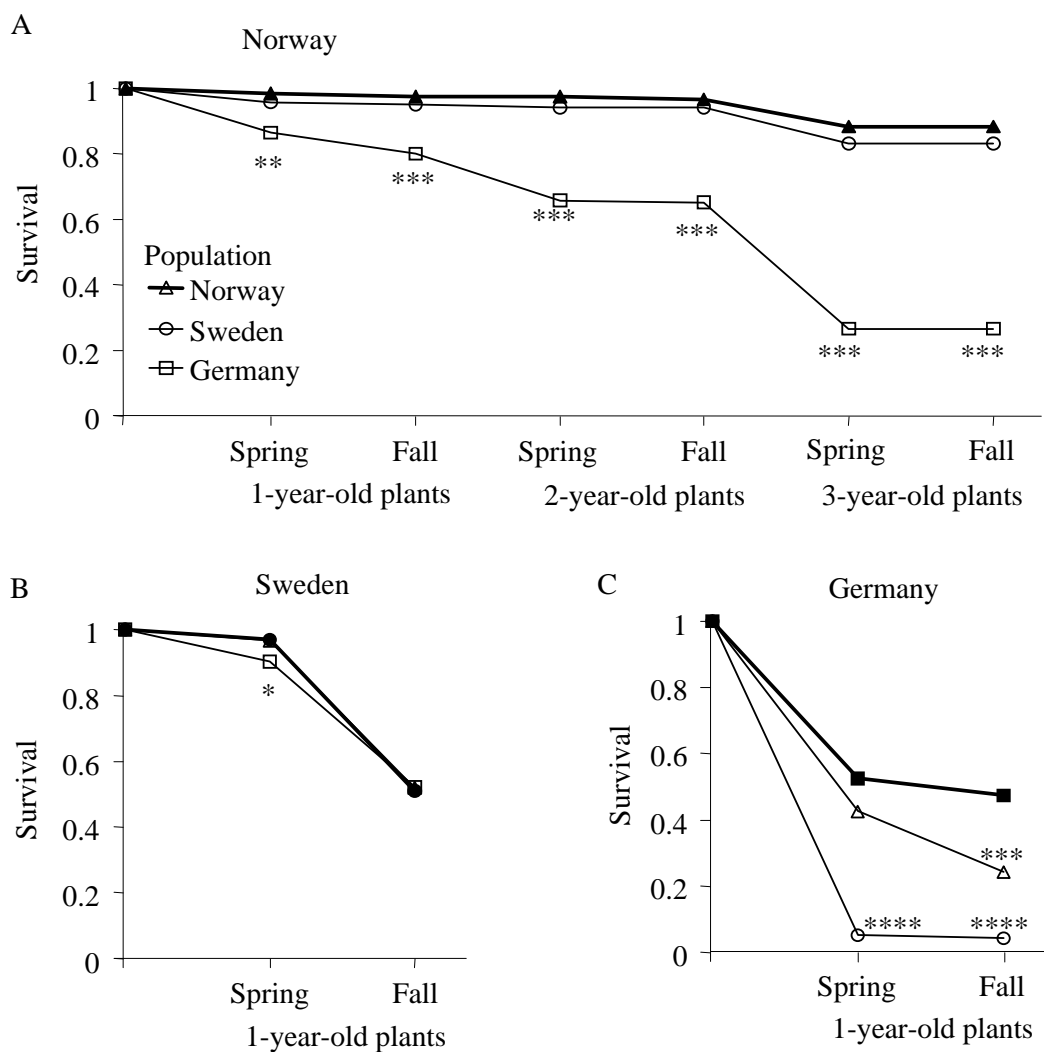 A
Norway
1
0.8
0.6
0.4
0.2
0
Survival
**
***
***
***
***
***
Population
Norway
Sweden
Germany
Spring Fall Spring Fall Spring Fall
1-year-old plants 2-year-old plants 3-year-old plants
B
Sweden
1
0.8
0.6
0.4
0.2
0
Survival
*
Spring Fall
1-year-old plants
C
Germany
1
0.8
0.6
0.4
0.2
0
Survival
***
**** ****
Spring Fall
1-year-old plants